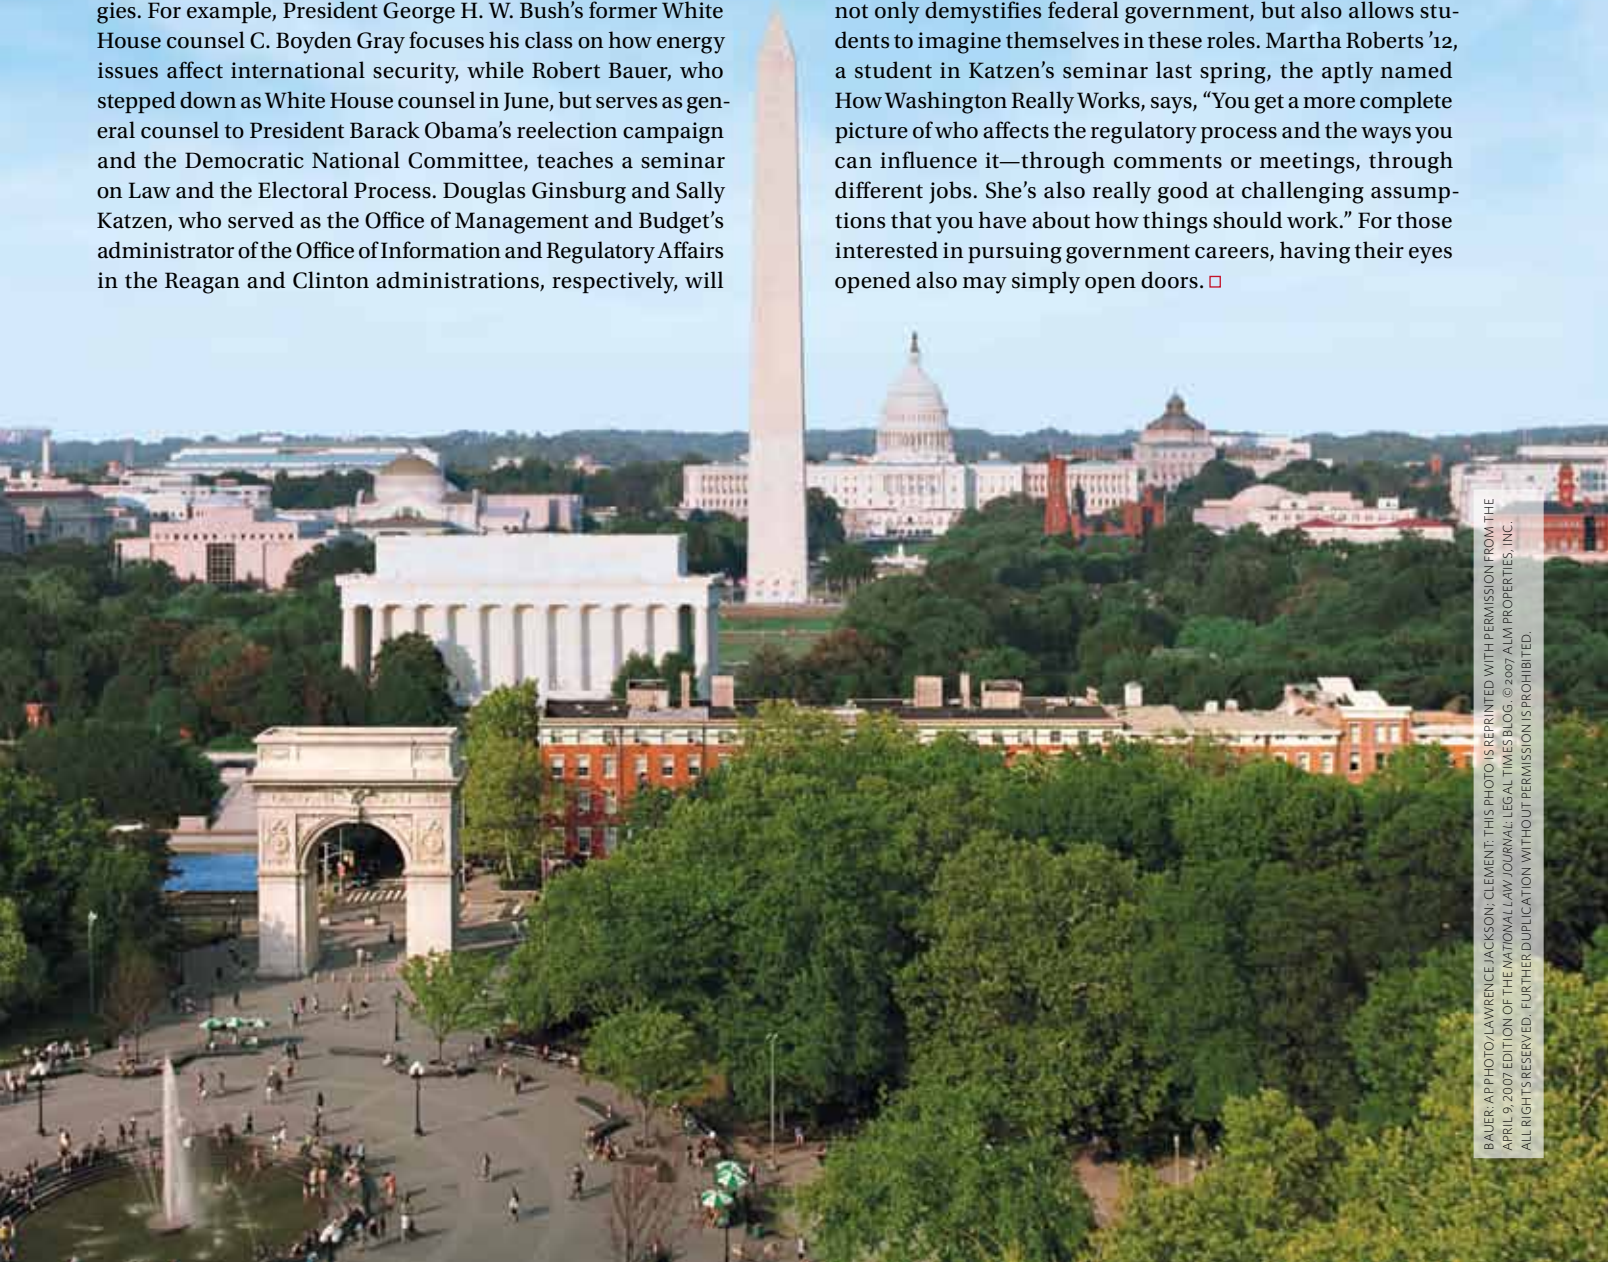 gies. For example, President George H. W. Bush’s former White
House counsel C. Boyden Gray focuses his class on how energy
issues affect international security, while Robert Bauer, who
stepped down as White House counsel in June, but serves as gen-
eral counsel to President Barack Obama’s reelection campaign
and the Democratic National Committee, teaches a seminar
on Law and the Electoral Process. Douglas Ginsburg and Sally
Katzen, who served as the Office of Management and Budget’s
administrator of the Office of Information and Regulatory Affairs
in the Reagan and Clinton administrations, respectively, will
not only demystifies federal government, but also allows stu-
dents to imagine themselves in these roles. Martha Roberts ’12,
a student in Katzen’s seminar last spring, the aptly named
How Washington Really Works, says, “You get a more complete
picture of who affects the regulatory process and the ways you
can influence it—through comments or meetings, through
different jobs. She’s also really good at challenging assump-
tions that you have about how things should work.” For those
interested in pursuing government careers, having their eyes
opened also may simply open doors.
BAUER: AP PHOTO/LAWRENCE JACKSON; CLEMENT: THIS PHOTO IS REPRINTED WITH PERMISSION FROM THE
APRIL 9, 2007 EDITION OF THE NATIONAL LAW JOURNAL: LEGAL TIMES BLOG. © 2007 ALM PROPERTIES, INC.
ALL RIGHTS RESERVED. FURTHER DUPLICATION WITHOUT PERMISSION IS PROHIBITED.